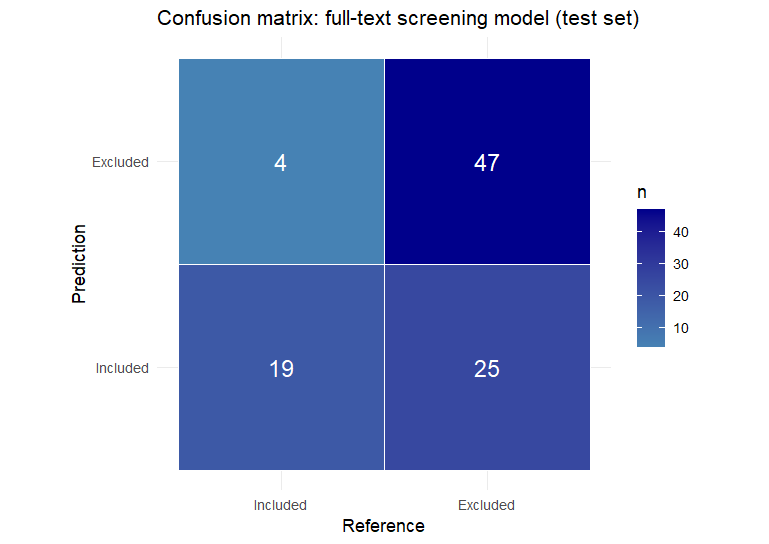 Confusion matrix: full-text screening model (test set)
Prediction
Excluded
4
47
Included
19
25
Included
Excluded
Reference
n
40
30
20
10